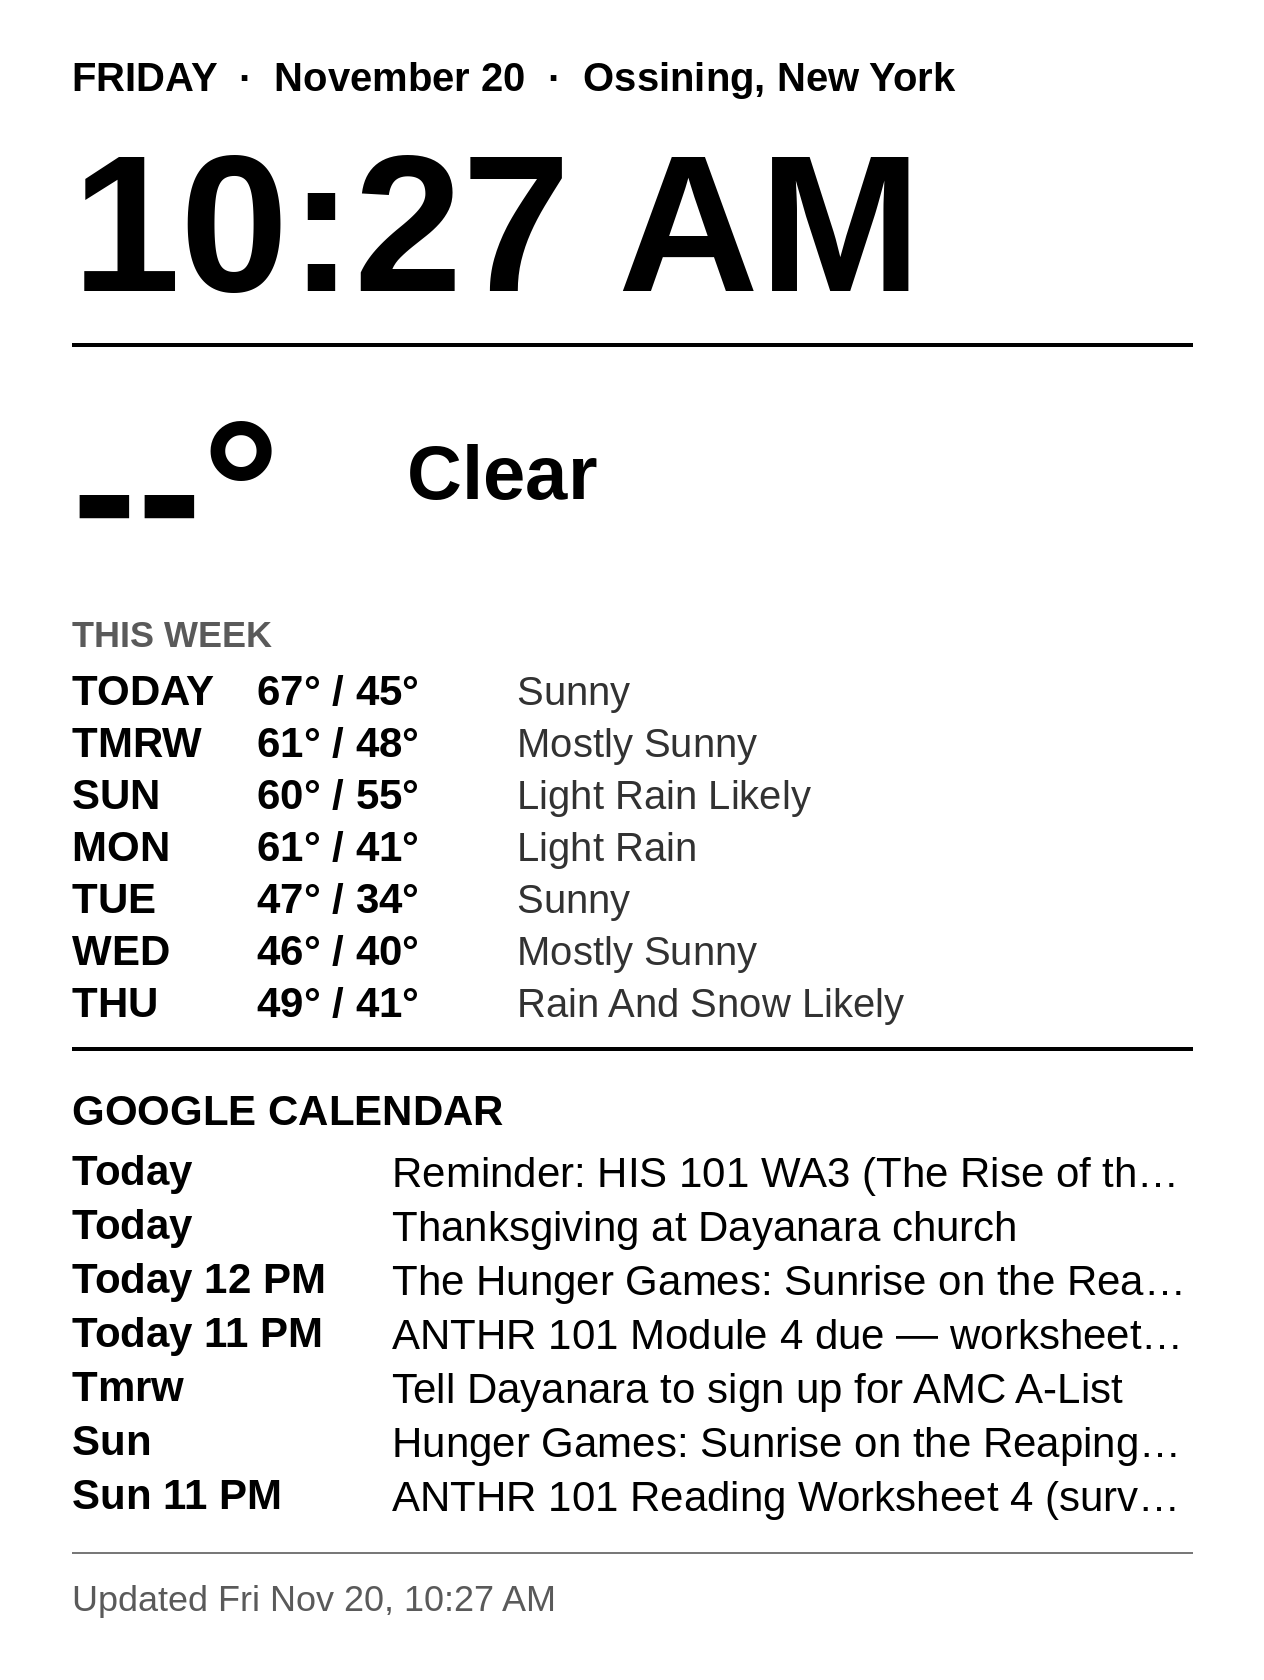 FRIDAY · November 20 · Ossining, New York
10:27 AM
--° Clear
THIS WEEK
TODAY 67° / 45° Sunny
TMRW 61° / 48° Mostly Sunny
SUN 60° / 55° Light Rain Likely
MON 61° / 41° Light Rain
TUE 47° / 34° Sunny
WED 46° / 40° Mostly Sunny
THU 49° / 41° Rain And Snow Likely
GOOGLE CALENDAR
Today Reminder: HIS 101 WA3 (The Rise of th…
Today Thanksgiving at Dayanara church
Today 12 PM The Hunger Games: Sunrise on the Rea…
Today 11 PM ANTHR 101 Module 4 due — worksheet…
Tmrw Tell Dayanara to sign up for AMC A-List
Sun Hunger Games: Sunrise on the Reaping…
Sun 11 PM ANTHR 101 Reading Worksheet 4 (surv…
Updated Fri Nov 20, 10:27 AM